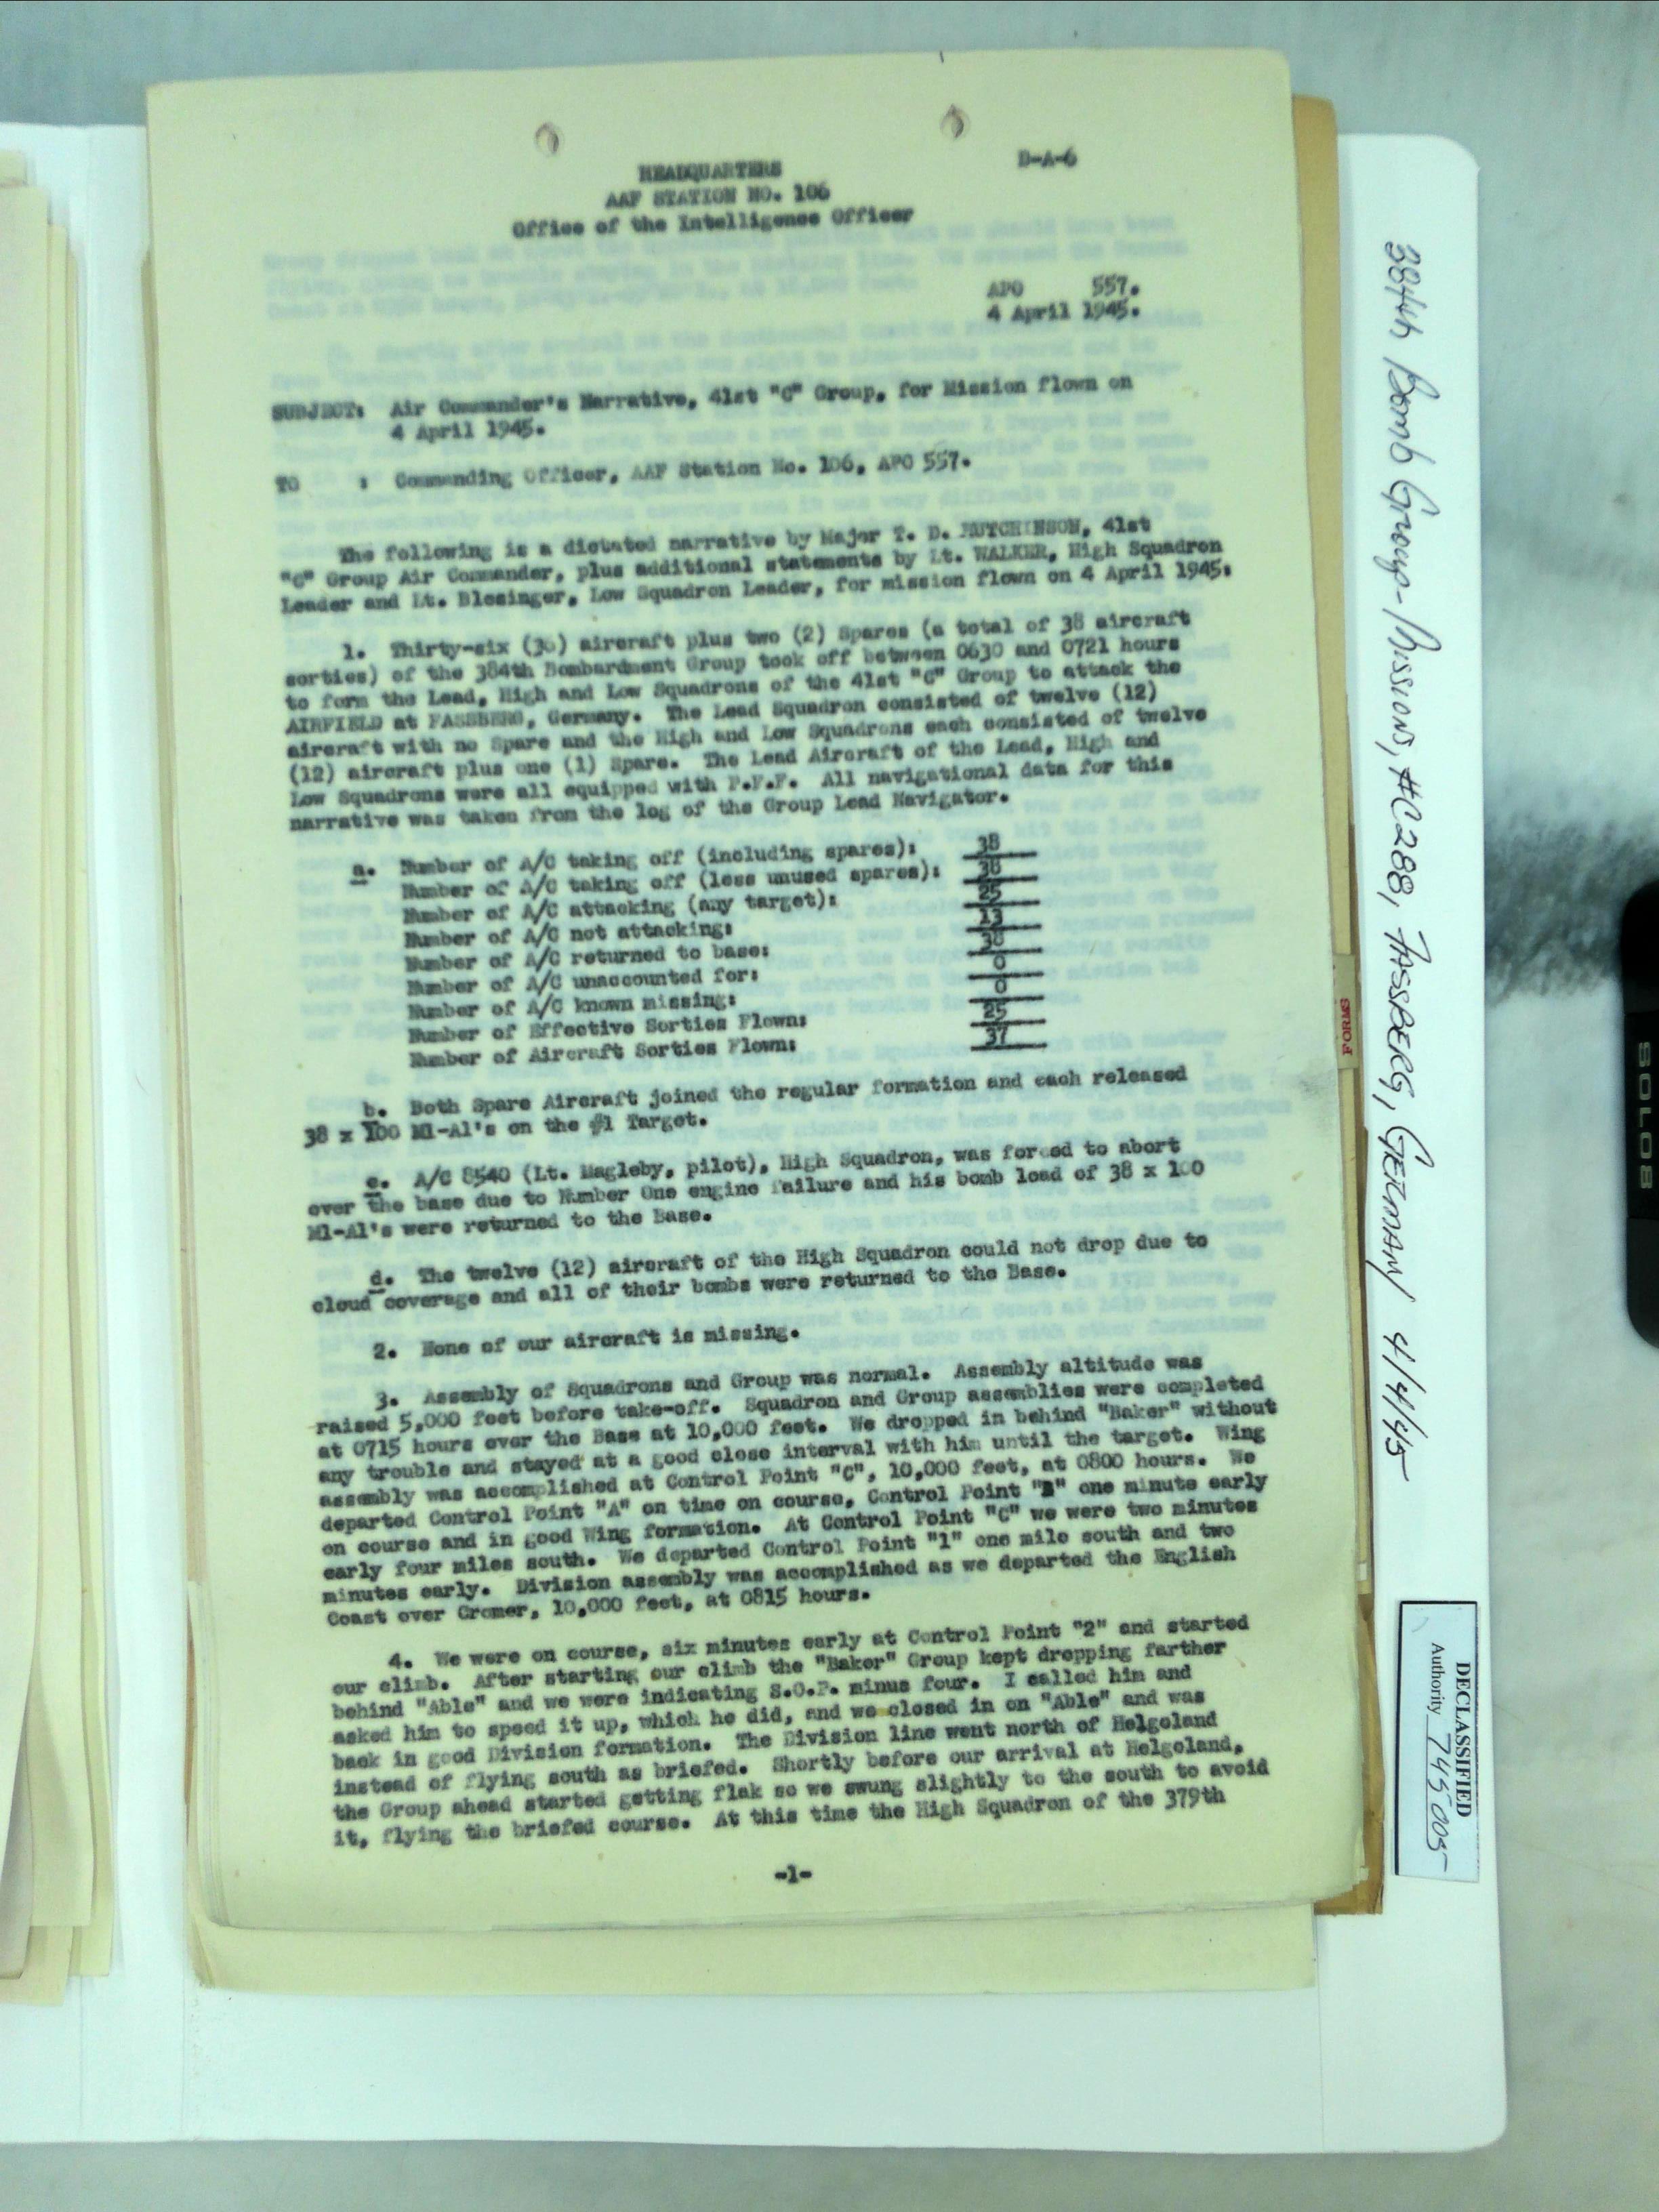 D-A-6
HEADQUARTERS
AAF STATION NO. 106
Office of the Intelligence Officer
APO 557.
4 April 1945.
SUBJECT: Air Commander's Narrative, 41st "C" Group, for Mission flown on
4 April 1945.
TO : Commanding Officer, AAF Station No. 106, APO 557.
The following is a dictated narrative by Major T. D. HUTCHINSON, 41st
"C" Group Air Commander, plus additional statements by Lt. WALKER, High Squadron
Leader and Lt. Blesinger, Low Squadron Leader, for mission flown on 4 April 1945:
1. Thirty-six (36) aircraft plus two (2) Spares (a total of 38 aircraft
sorties) of the 384th Bombardment Group took off between 0630 and 0721 hours
to form the Lead, High and Low Squadrons of the 41st "C" Group to attack the
AIRFIELD at FASSBERG, Germany. The Lead Squadron consisted of twelve (12)
aircraft with no Spare and the High and Low Squadrons each consisted of twelve
(12) aircraft plus one (1) Spare. The Lead Aircraft of the Lead, High and
Low Squadrons were all equipped with P.F.F. All navigational data for this
narrative was taken from the log of the Group Lead Navigator.
a. Number of A/C taking off (including spares): 38
Number of A/C taking off (less unused spares): 38
Number of A/C attacking (any target): 25
Number of A/C not attacking: 13
Number of A/C returned to base: 38
Number of A/C unaccounted for: 0
Number of A/C known missing: 0
Number of Effective Sorties Flown: 25
Number of Aircraft Sorties Flown: 37
b. Both Spare Aircraft joined the regular formation and each released
38 x 100 M1-A1's on the #1 Target.
c. A/C 8540 (Lt. Magleby, pilot), High Squadron, was forced to abort
over the base due to Number One engine failure and his bomb load of 38 x 100
M1-A1's were returned to the Base.
d. The twelve (12) aircraft of the High Squadron could not drop due to
cloud coverage and all of their bombs were returned to the Base.
2. None of our aircraft is missing.
3. Assembly of Squadrons and Group was normal. Assembly altitude was
raised 5,000 feet before take-off. Squadron and Group assemblies were completed
at 0715 hours over the Base at 10,000 feet. We dropped in behind "Baker" without
any trouble and stayed at a good close interval with him until the target. Wing
assembly was accomplished at Control Point "C", 10,000 feet, at 0800 hours. We
departed Control Point "A" on time on course, Control Point "B" one minute early
on course and in good Wing formation. At Control Point "C" we were two minutes
early four miles south. We departed Control Point "1" one mile south and two
minutes early. Division assembly was accomplished as we departed the English
Coast over Cromer, 10,000 feet, at 0815 hours.
4. We were on course, six minutes early at Control Point "2" and started
our climb. After starting our climb the "Baker" Group kept dropping farther
behind "Able" and we were indicating S.O.P. minus four. I called him and
asked him to speed it up, which he did, and we closed in on "Able" and was
back in good Division formation. The Division line went north of Helgoland
instead of flying south as briefed. Shortly before our arrival at Helgoland,
the Group ahead started getting flak so we swung slightly to the south to avoid
it, flying the briefed course. At this time the High Squadron of the 379th
-1-
384th Bomb Group-Missions, #C288, FASSBERG, GERMANY 4/4/45
FORMS
DECLASSIFIED
Authority 745005
SOLO8